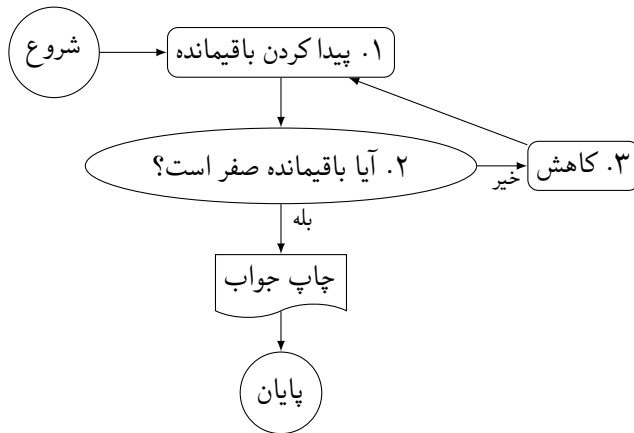 شروع
۱. پیدا کردن باقیمانده
۲. آیا باقیمانده صفر است؟
خیر
۳. کاهش
بله
چاپ جواب
پایان